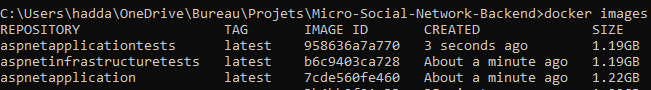 C:\Users\hadda\OneDrive\Bureau\Projets\Micro-Social-Network-Backend>docker images
REPOSITORY TAG IMAGE ID CREATED SIZE
aspnetapplicationtests latest 958636a7a770 3 seconds ago 1.19GB
aspnetinfrastructuretests latest b6c9403ca728 About a minute ago 1.19GB
aspnetapplication latest 7cde560fe460 About a minute ago 1.22GB